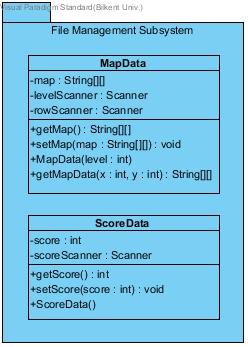 Visual Paradigm Standard(Bilkent Univ.)
File Management Subsystem
MapData
-map : String[][]
-levelScanner : Scanner
-rowScanner : Scanner
+getMap() : String[][]
+setMap(map : String[][]) : void
+MapData(level : int)
+getMapData(x : int, y : int) : String[][]
ScoreData
-score : int
-scoreScanner : Scanner
+getScore() : int
+setScore(score : int) : void
+ScoreData()